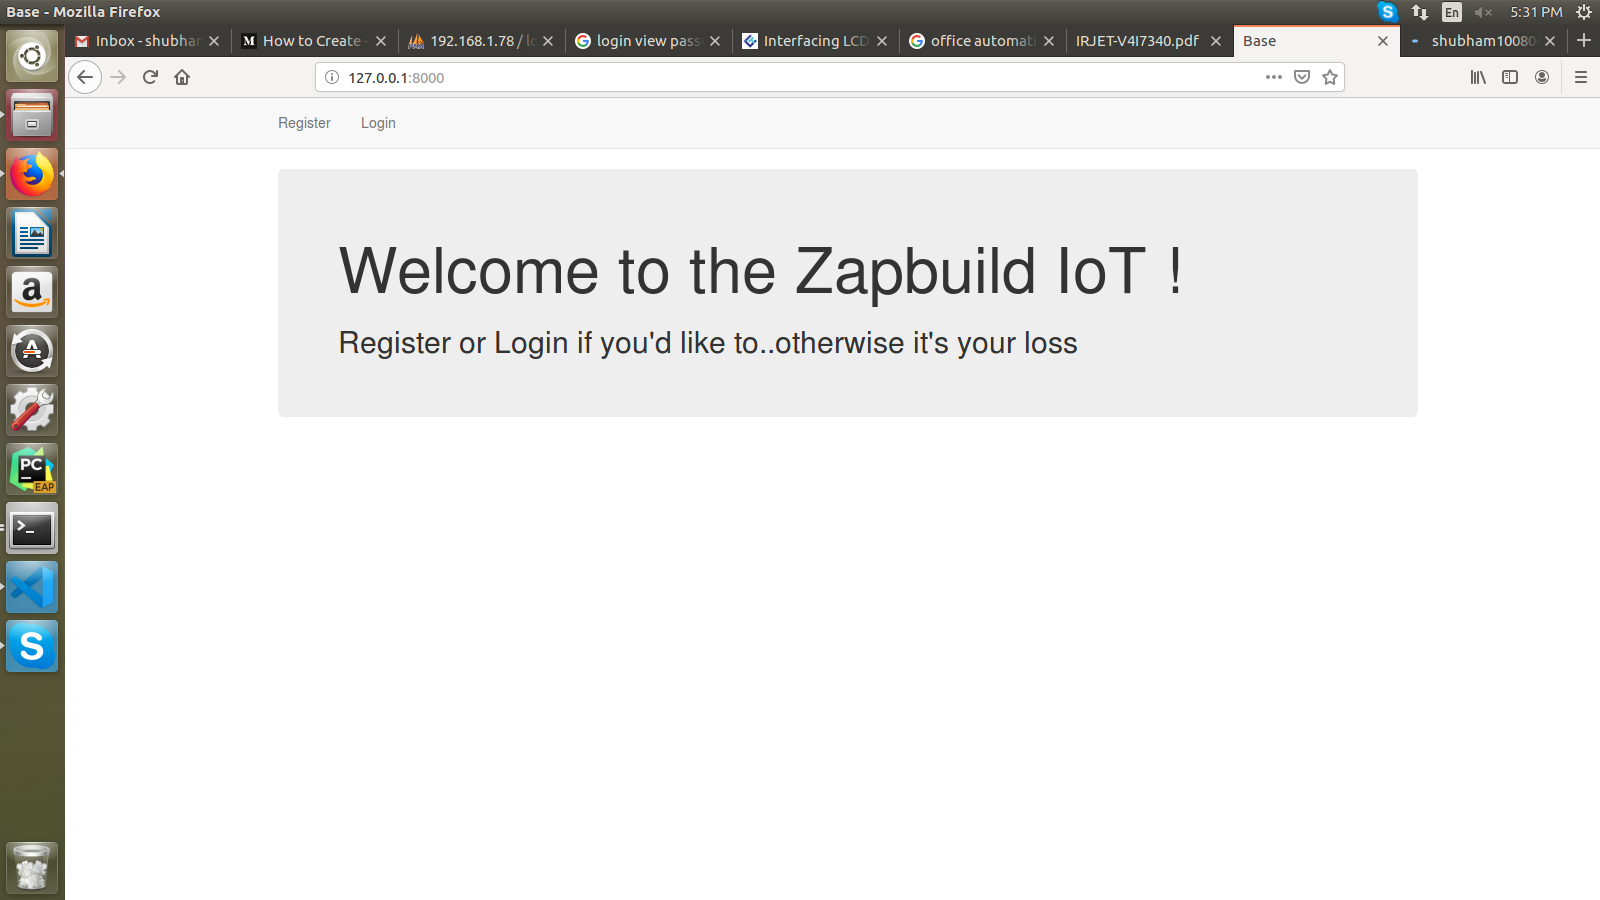 Base - Mozilla Firefox
S En 5:31 PM
Inbox - shubhar
M How to Create -
192.168.1.78 / lo
login view pass
Interfacing LCD
office automati
IRJET-V4I7340.pdf
Base
shubham10080
127.0.0.1:8000
Register Login
Welcome to the Zapbuild IoT !
Register or Login if you'd like to..otherwise it's your loss
a
A
PC
EAP
>_
S